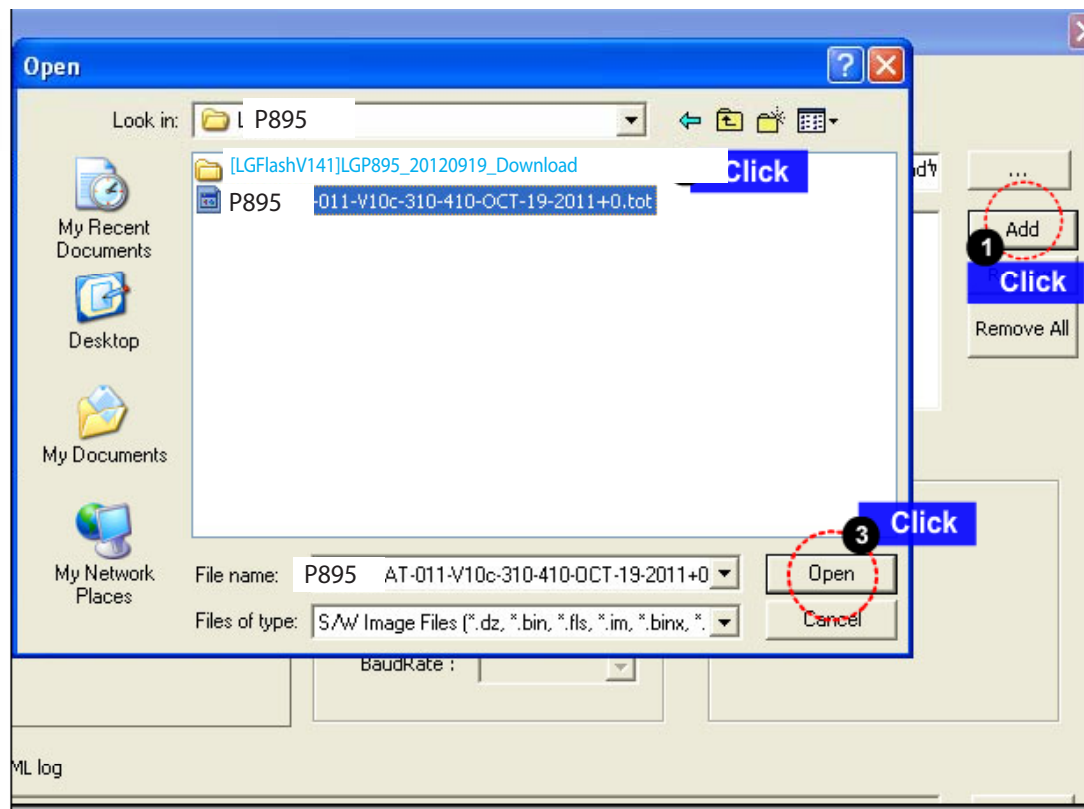 Open
Look in: L P895
[LGFlashV141]LGP895_20120919_Download
Click
P895 -011-V10c-310-410-OCT-19-2011+0.tot
...
Add
1
Click
Remove All
My Recent
Documents
Desktop
My Documents
My Network
Places
3
Click
File name: P895 AT-011-V10c-310-410-OCT-19-2011+0
Open
Files of type: S/W Image Files (*.dz, *.bin, *.fls, *.im, *.binx, *.
Cancel
BaudRate :
ML log